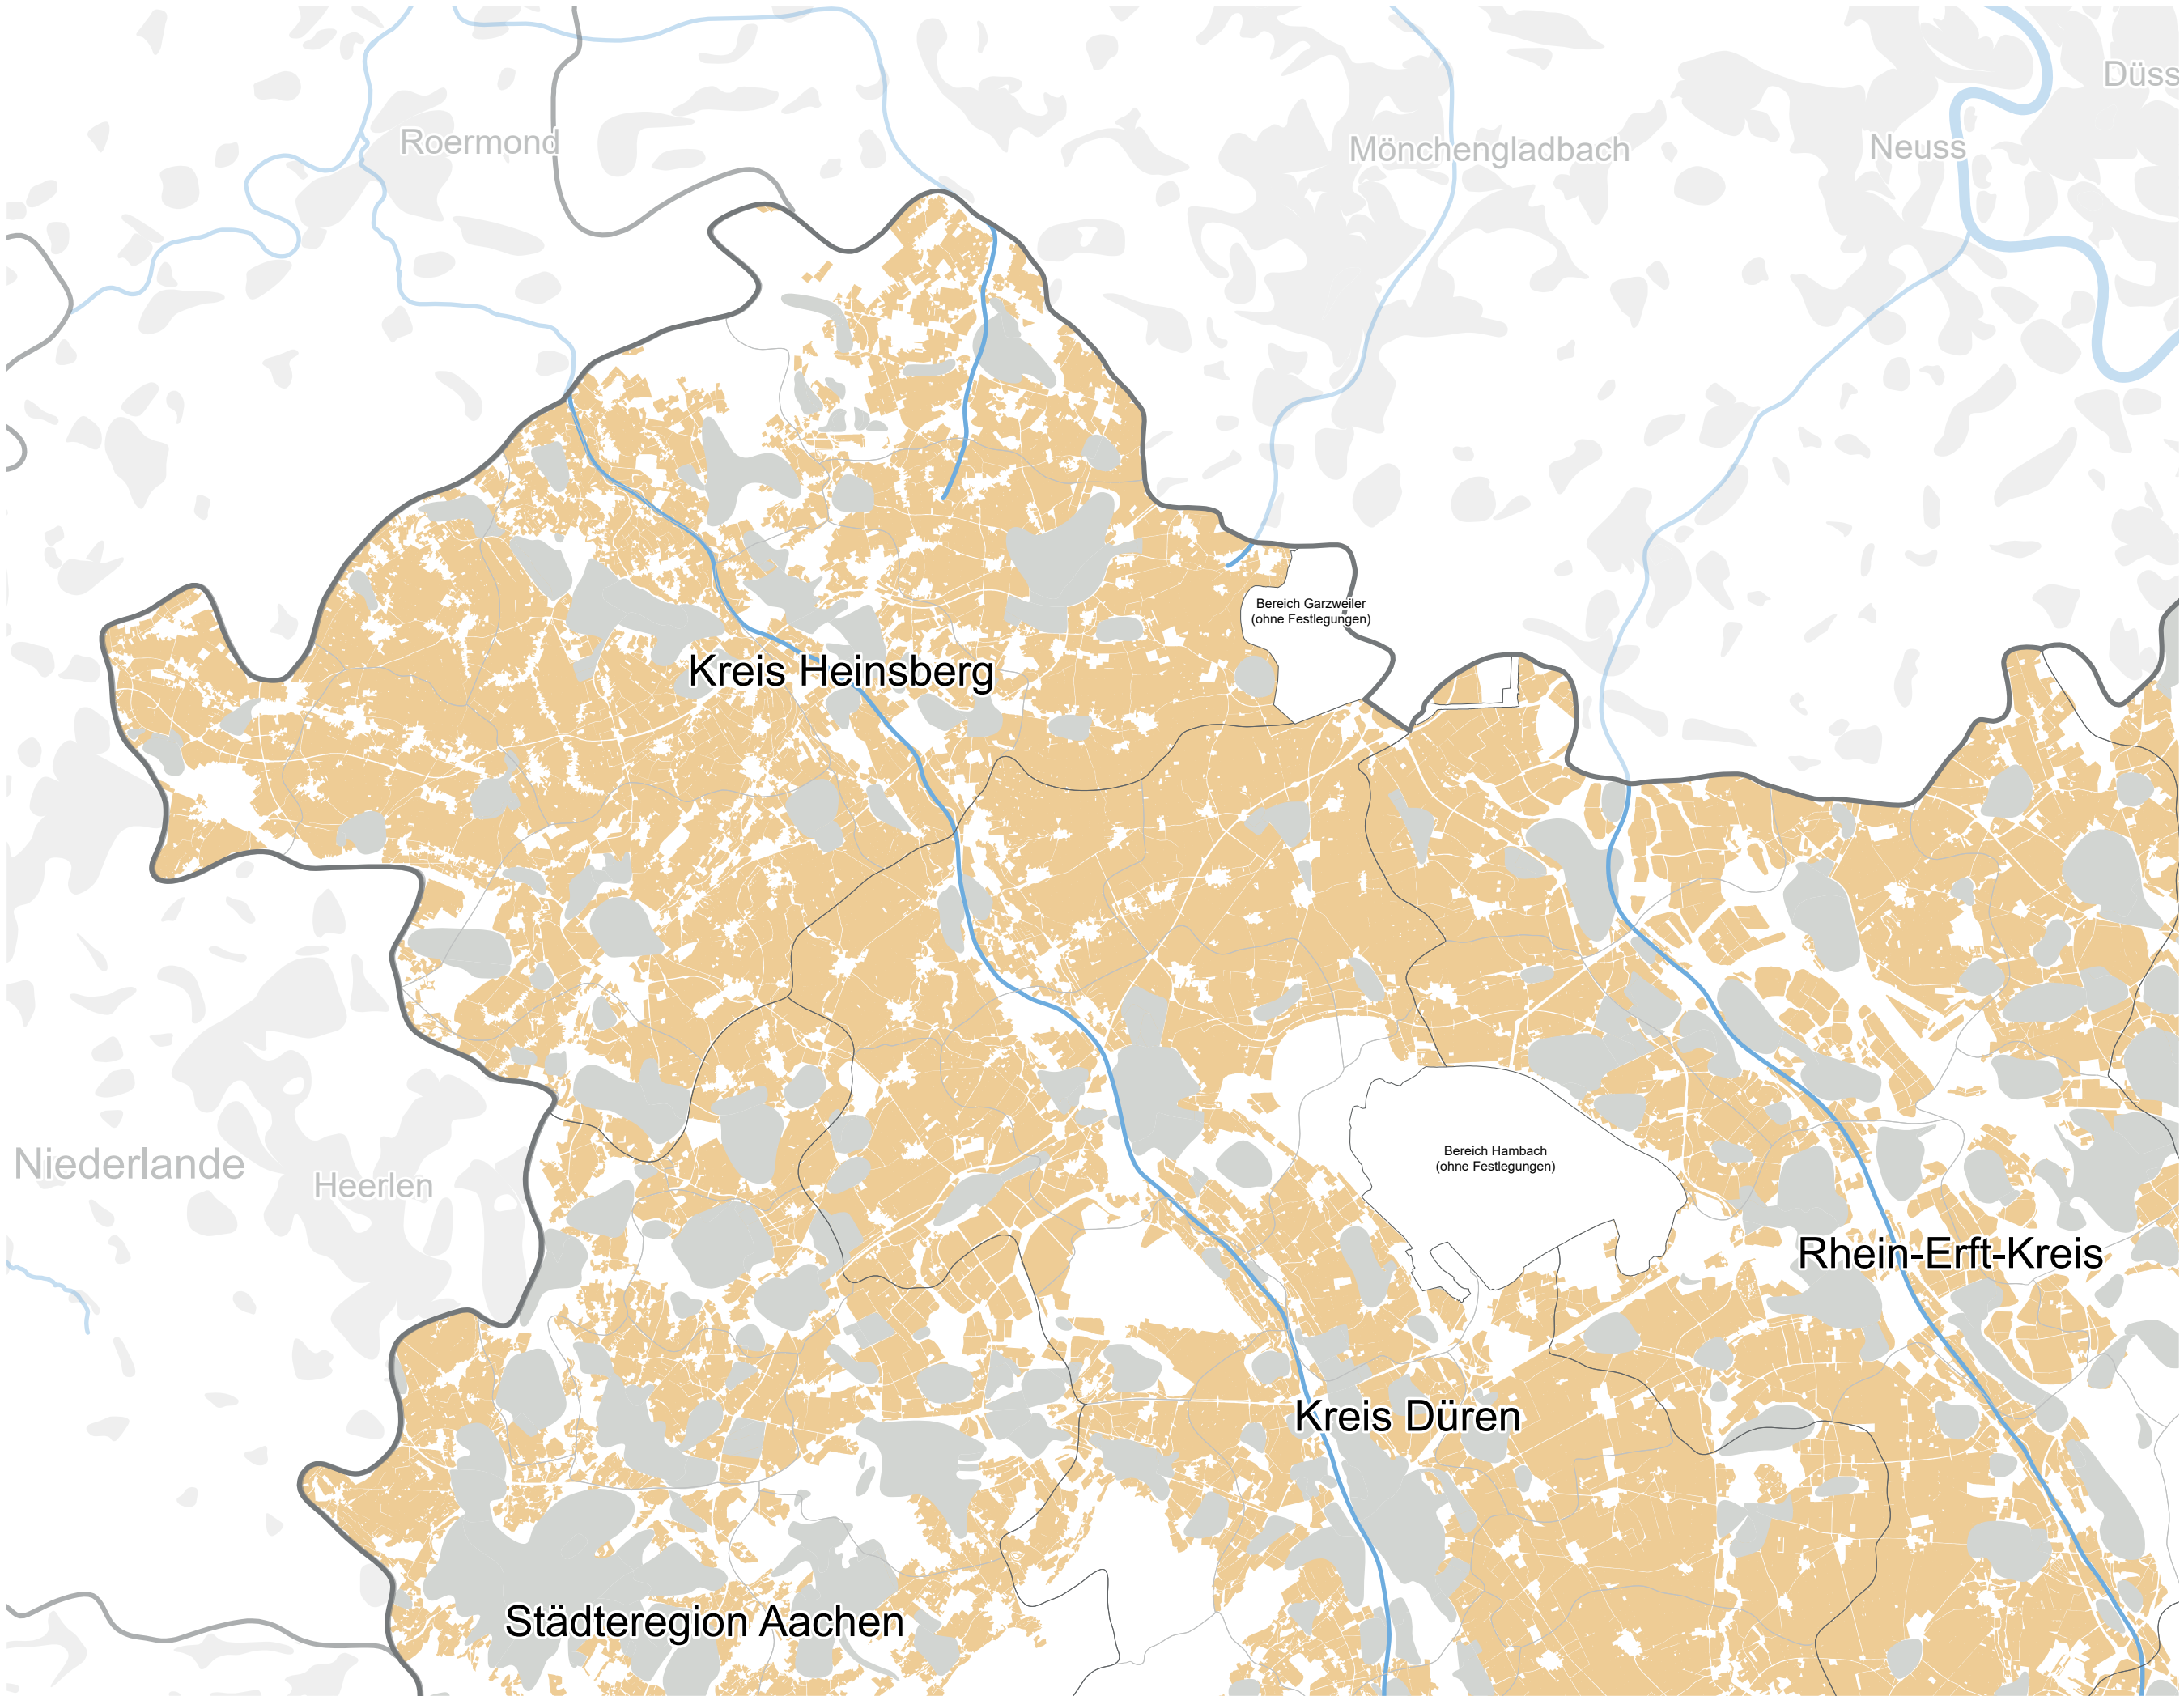 Düss
Roermond
Mönchengladbach
Neuss
Bereich Garzweiler
(ohne Festlegungen)
Kreis Heinsberg
Bereich Hambach
(ohne Festlegungen)
Niederlande
Heerlen
Rhein-Erft-Kreis
Kreis Düren
Städteregion Aachen